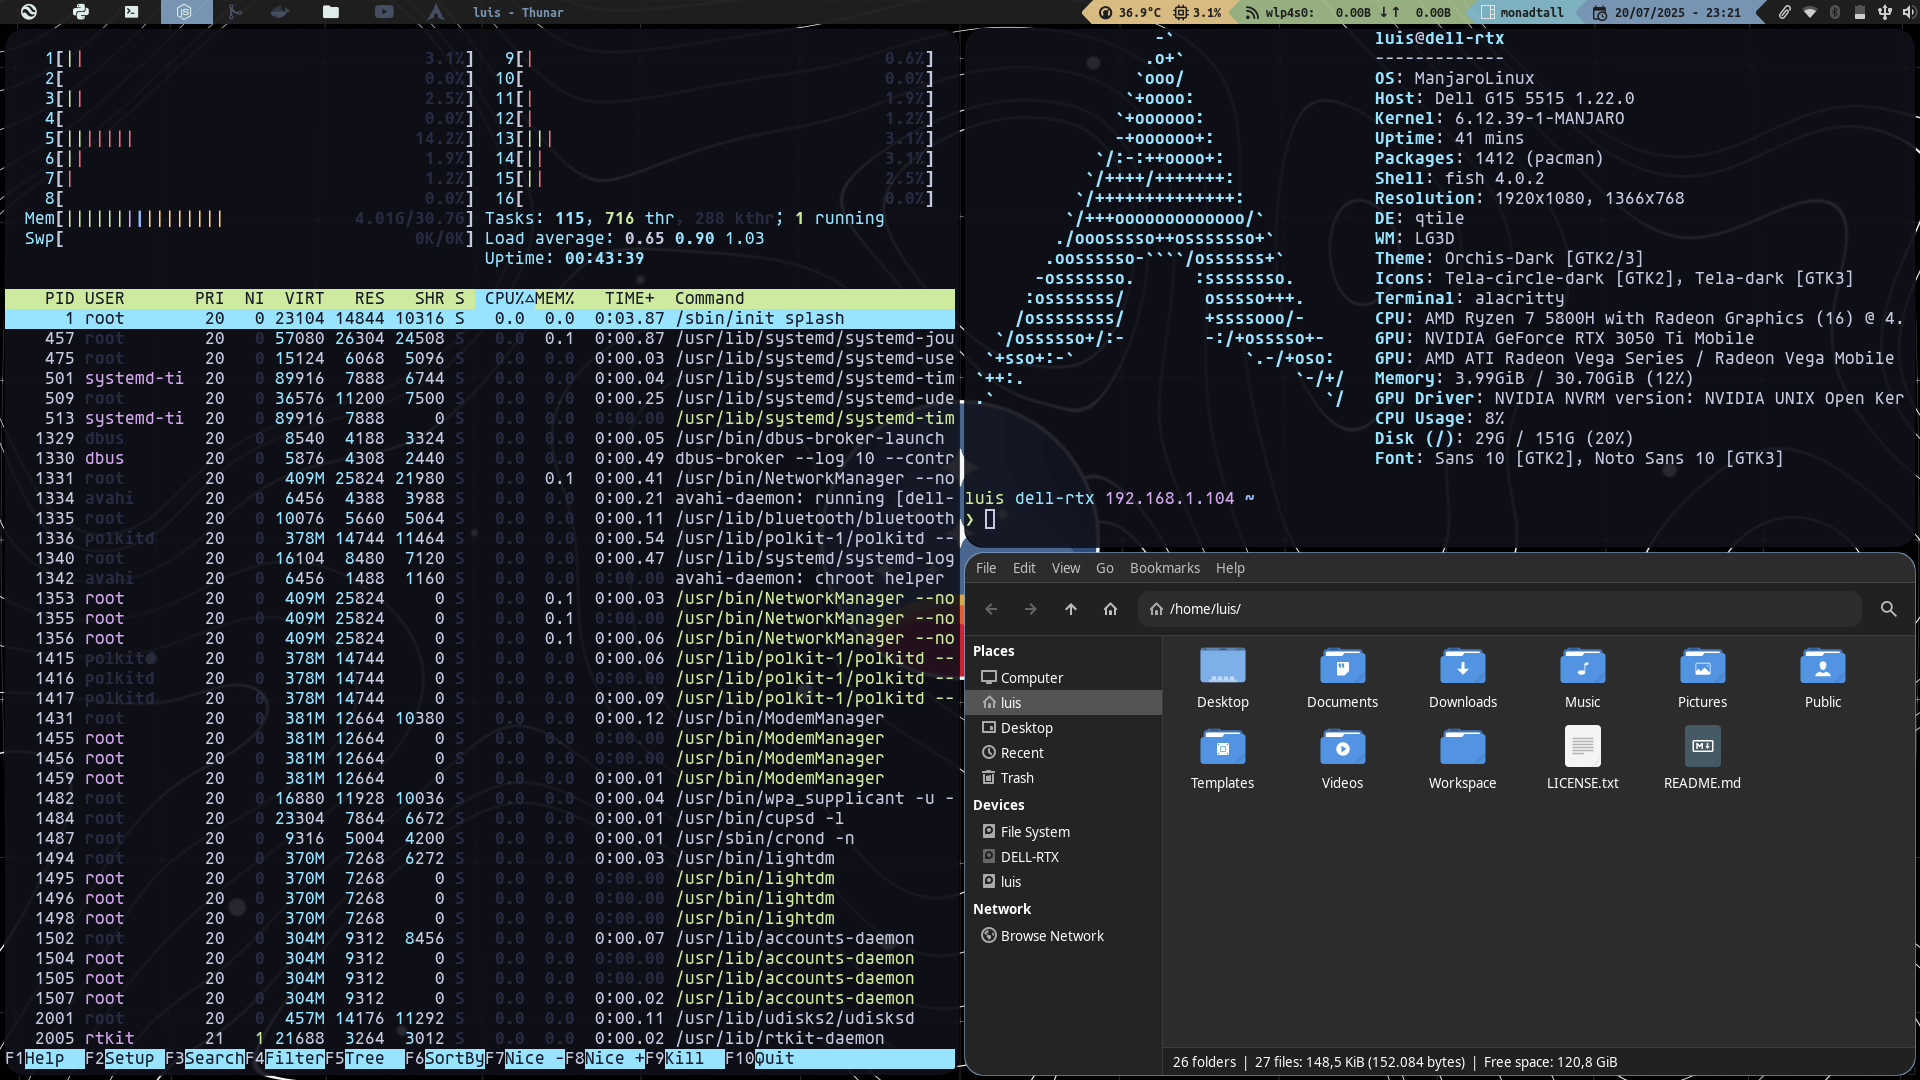 luis - Thunar
36.9°C 3.1% wlp4s0: 0.00B ↓↑ 0.00B monadtall 20/07/2025 - 23:21
1[|| 3.1%] 9[| 0.6%]
2[ 0.0%] 10[ 0.0%]
3[|| 2.5%] 11[| 1.9%]
4[ 0.0%] 12[| 1.2%]
5[||||||| 14.2%] 13[||| 3.1%]
6[|| 1.9%] 14[|| 3.1%]
7[| 1.2%] 15[|| 2.5%]
8[ 0.0%] 16[ 0.0%]
Mem[|||||||||||||||| 4.01G/30.7G] Tasks: 115, 716 thr, 288 kthr; 1 running
Swp[ 0K/0K] Load average: 0.65 0.90 1.03
Uptime: 00:43:39
PID USER PRI NI VIRT RES SHR S CPU%△MEM% TIME+ Command
1 root 20 0 23104 14844 10316 S 0.0 0.0 0:03.87 /sbin/init splash
457 root 20 0 57080 26304 24508 S 0.0 0.1 0:00.87 /usr/lib/systemd/systemd-jou
475 root 20 0 15124 6068 5096 S 0.0 0.0 0:00.03 /usr/lib/systemd/systemd-use
501 systemd-ti 20 0 89916 7888 6744 S 0.0 0.0 0:00.04 /usr/lib/systemd/systemd-tim
509 root 20 0 36576 11200 7500 S 0.0 0.0 0:00.25 /usr/lib/systemd/systemd-ude
513 systemd-ti 20 0 89916 7888 0 S 0.0 0.0 0:00.00 /usr/lib/systemd/systemd-tim
1329 dbus 20 0 8540 4188 3324 S 0.0 0.0 0:00.05 /usr/bin/dbus-broker-launch
1330 dbus 20 0 5876 4308 2440 S 0.0 0.0 0:00.49 dbus-broker --log 10 --contr
1331 root 20 0 409M 25824 21980 S 0.0 0.1 0:00.41 /usr/bin/NetworkManager --no
1334 avahi 20 0 6456 4388 3988 S 0.0 0.0 0:00.21 avahi-daemon: running [dell-
1335 root 20 0 10076 5660 5064 S 0.0 0.0 0:00.11 /usr/lib/bluetooth/bluetooth
1336 polkitd 20 0 378M 14744 11464 S 0.0 0.0 0:00.54 /usr/lib/polkit-1/polkitd --
1340 root 20 0 16104 8480 7120 S 0.0 0.0 0:00.47 /usr/lib/systemd/systemd-log
1342 avahi 20 0 6456 1488 1160 S 0.0 0.0 0:00.00 avahi-daemon: chroot helper
1353 root 20 0 409M 25824 0 S 0.0 0.1 0:00.03 /usr/bin/NetworkManager --no
1355 root 20 0 409M 25824 0 S 0.0 0.1 0:00.00 /usr/bin/NetworkManager --no
1356 root 20 0 409M 25824 0 S 0.0 0.1 0:00.06 /usr/bin/NetworkManager --no
1415 polkitd 20 0 378M 14744 0 S 0.0 0.0 0:00.06 /usr/lib/polkit-1/polkitd --
1416 polkitd 20 0 378M 14744 0 S 0.0 0.0 0:00.00 /usr/lib/polkit-1/polkitd --
1417 polkitd 20 0 378M 14744 0 S 0.0 0.0 0:00.09 /usr/lib/polkit-1/polkitd --
1431 root 20 0 381M 12664 10380 S 0.0 0.0 0:00.12 /usr/bin/ModemManager
1455 root 20 0 381M 12664 0 S 0.0 0.0 0:00.00 /usr/bin/ModemManager
1456 root 20 0 381M 12664 0 S 0.0 0.0 0:00.00 /usr/bin/ModemManager
1459 root 20 0 381M 12664 0 S 0.0 0.0 0:00.01 /usr/bin/ModemManager
1482 root 20 0 16880 11928 10036 S 0.0 0.0 0:00.04 /usr/bin/wpa_supplicant -u -
1484 root 20 0 23304 7864 6672 S 0.0 0.0 0:00.01 /usr/bin/cupsd -l
1487 root 20 0 9316 5004 4200 S 0.0 0.0 0:00.01 /usr/sbin/crond -n
1494 root 20 0 370M 7268 6272 S 0.0 0.0 0:00.03 /usr/bin/lightdm
1495 root 20 0 370M 7268 0 S 0.0 0.0 0:00.00 /usr/bin/lightdm
1496 root 20 0 370M 7268 0 S 0.0 0.0 0:00.00 /usr/bin/lightdm
1498 root 20 0 370M 7268 0 S 0.0 0.0 0:00.00 /usr/bin/lightdm
1502 root 20 0 304M 9312 8456 S 0.0 0.0 0:00.07 /usr/lib/accounts-daemon
1504 root 20 0 304M 9312 0 S 0.0 0.0 0:00.00 /usr/lib/accounts-daemon
1505 root 20 0 304M 9312 0 S 0.0 0.0 0:00.00 /usr/lib/accounts-daemon
1507 root 20 0 304M 9312 0 S 0.0 0.0 0:00.02 /usr/lib/accounts-daemon
2001 root 20 0 457M 14176 11292 S 0.0 0.0 0:00.11 /usr/lib/udisks2/udisksd
2005 rtkit 21 1 21688 3264 3012 S 0.0 0.0 0:00.02 /usr/lib/rtkit-daemon
F1Help F2Setup F3SearchF4FilterF5Tree F6SortByF7Nice -F8Nice +F9Kill F10Quit
-`
.o+`
`ooo/
`+oooo:
`+oooooo:
-+oooooo+:
`/:-:++oooo+:
`/++++/+++++++:
`/++++++++++++++:
`/+++ooooooooooooo/`
./ooosssso++osssssso+`
.oossssso-````/ossssss+`
-osssssso. :ssssssso.
:osssssss/ osssso+++.
/ossssssss/ +ssssooo/-
`/ossssso+/:- -:/+osssso+-
`+sso+:-` `.-/+oso:
`++:. `-/+/
.` `/
luis@dell-rtx
-------------
OS: ManjaroLinux
Host: Dell G15 5515 1.22.0
Kernel: 6.12.39-1-MANJARO
Uptime: 41 mins
Packages: 1412 (pacman)
Shell: fish 4.0.2
Resolution: 1920x1080, 1366x768
DE: qtile
WM: LG3D
Theme: Orchis-Dark [GTK2/3]
Icons: Tela-circle-dark [GTK2], Tela-dark [GTK3]
Terminal: alacritty
CPU: AMD Ryzen 7 5800H with Radeon Graphics (16) @ 4.
GPU: NVIDIA GeForce RTX 3050 Ti Mobile
GPU: AMD ATI Radeon Vega Series / Radeon Vega Mobile
Memory: 3.99GiB / 30.70GiB (12%)
GPU Driver: NVIDIA NVRM version: NVIDIA UNIX Open Ker
CPU Usage: 8%
Disk (/): 29G / 151G (20%)
Font: Sans 10 [GTK2], Noto Sans 10 [GTK3]
luis dell-rtx 192.168.1.104 ~
❯
File Edit View Go Bookmarks Help
/home/luis/
Places
Computer
luis
Desktop
Recent
Trash
Devices
File System
DELL-RTX
luis
Network
Browse Network
Desktop Documents Downloads Music Pictures Public
Templates Videos Workspace LICENSE.txt README.md
26 folders | 27 files: 148,5 KiB (152.084 bytes) | Free space: 120,8 GiB